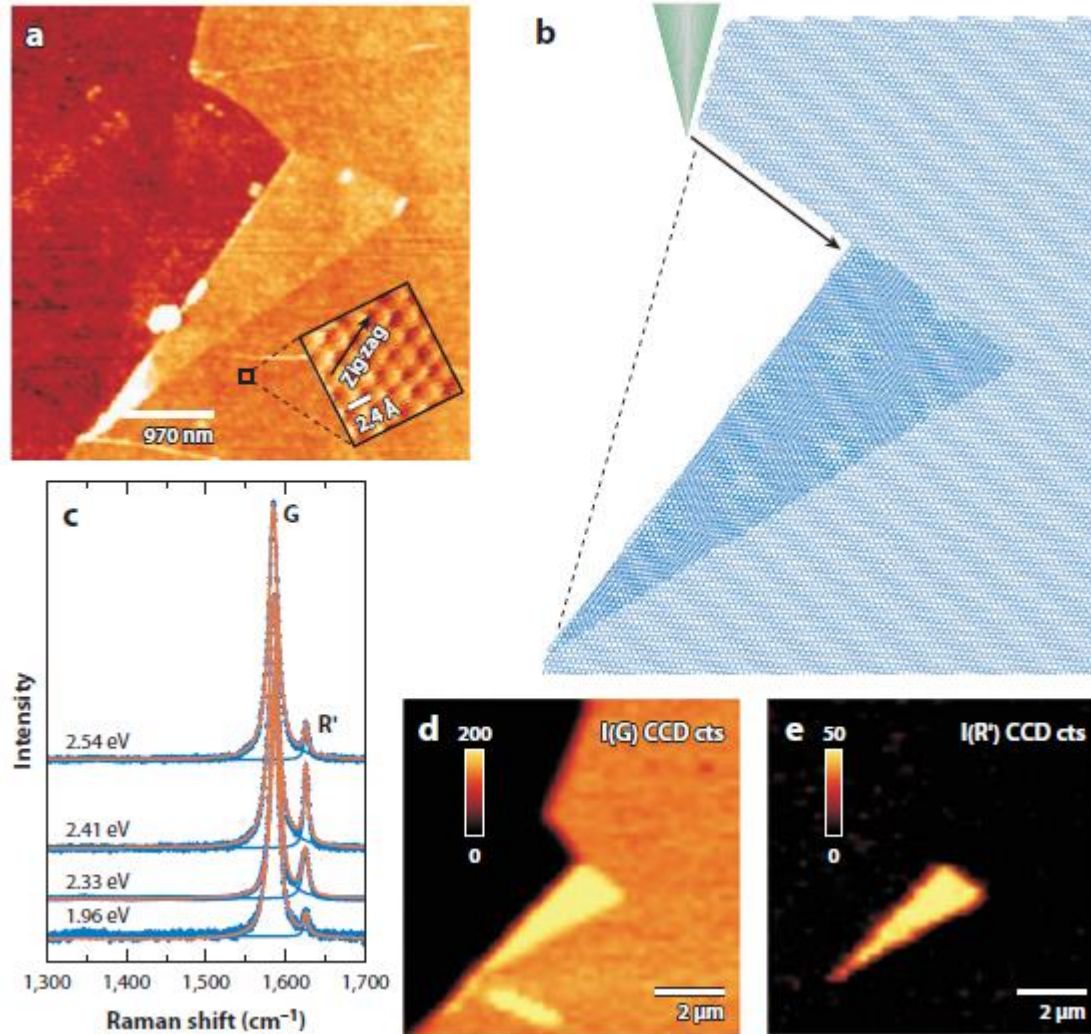 a
970 nm
Zig-zag
2.4 Å
b
c
G
R'
2.54 eV
2.41 eV
2.33 eV
1.96 eV
Intensity
1,300 1,400 1,500 1,600 1,700
Raman shift (cm⁻¹)
d
200
I(G) CCD cts
0
2 μm
e
50
I(R') CCD cts
0
2 μm